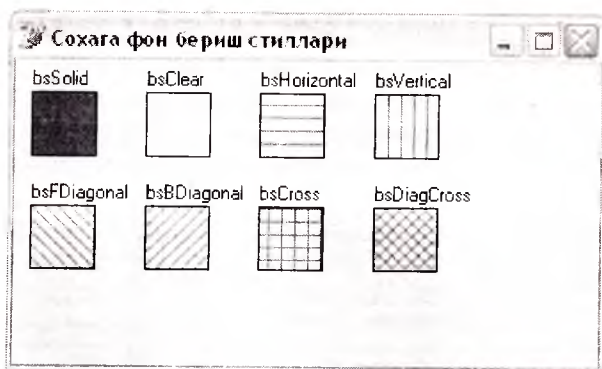 Сохага фон бериш стиллари
bsSolid bsClear bsHorizontal bsVertical
bsFDiagonal bsBDiagonal bsCross bsDiagCross